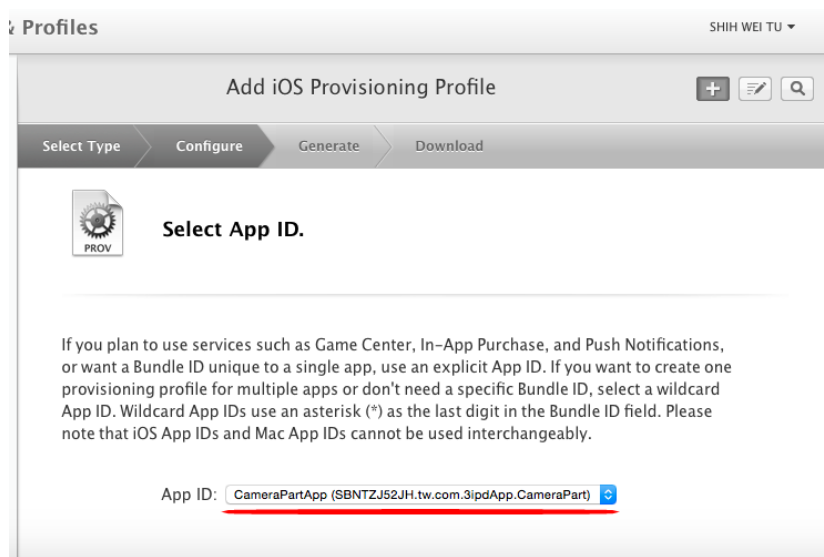 & Profiles
SHIH WEI TU
Add iOS Provisioning Profile
Select Type
Configure
Generate
Download
PROV
Select App ID.
If you plan to use services such as Game Center, In-App Purchase, and Push Notifications,
or want a Bundle ID unique to a single app, use an explicit App ID. If you want to create one
provisioning profile for multiple apps or don't need a specific Bundle ID, select a wildcard
App ID. Wildcard App IDs use an asterisk (*) as the last digit in the Bundle ID field. Please
note that iOS App IDs and Mac App IDs cannot be used interchangeably.
App ID: CameraPartApp (SBNTZJ52JH.tw.com.3ipdApp.CameraPart)